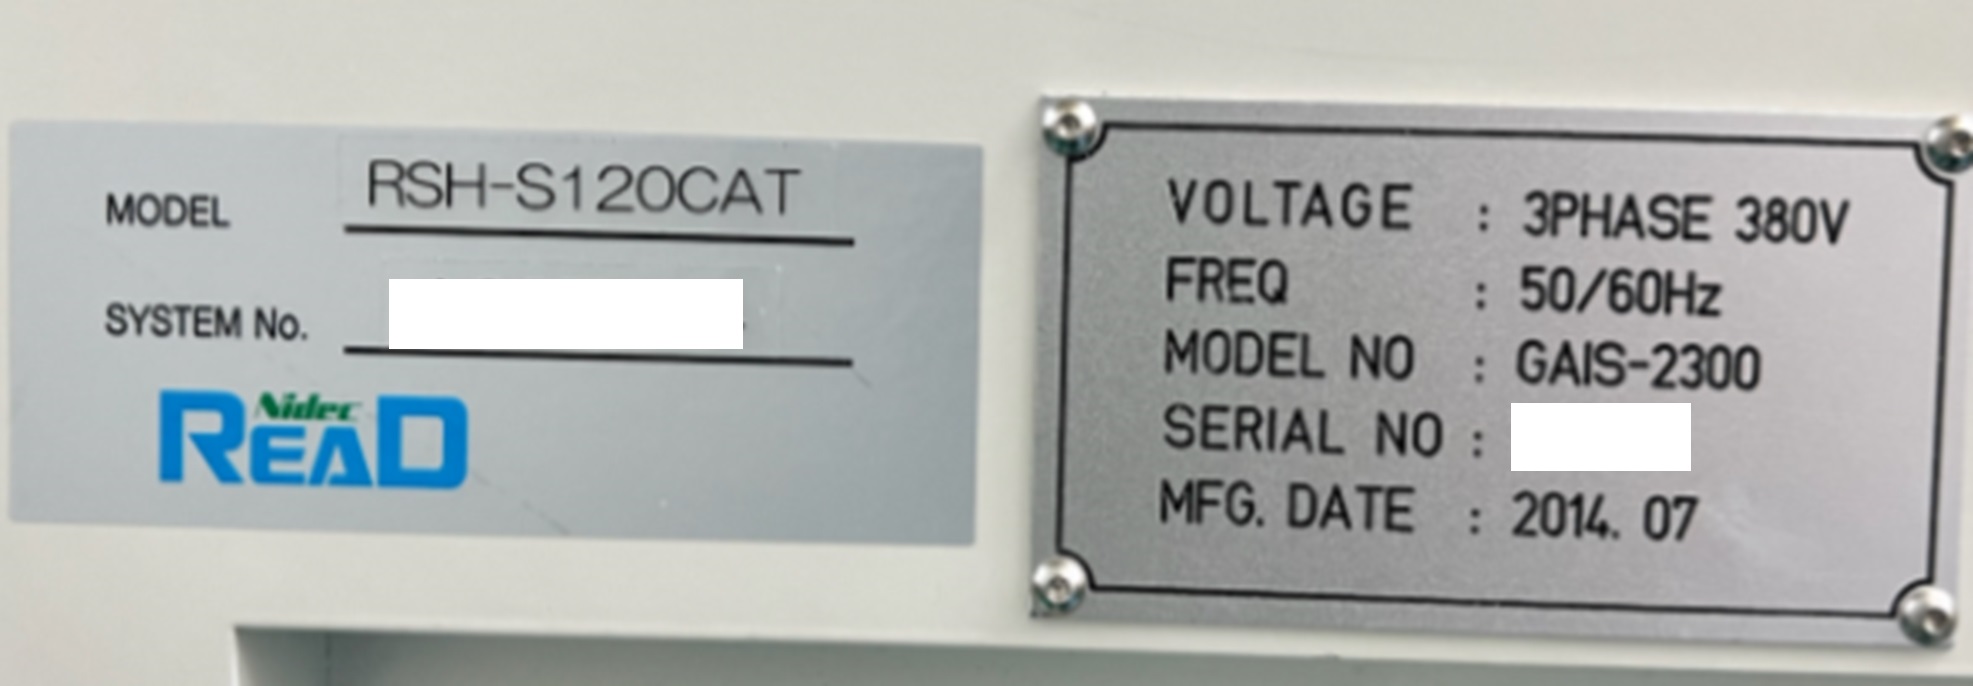 MODEL RSH-S120CAT
SYSTEM No.
Nidec
READ
VOLTAGE : 3PHASE 380V
FREQ : 50/60Hz
MODEL NO : GAIS-2300
SERIAL NO :
MFG. DATE : 2014. 07